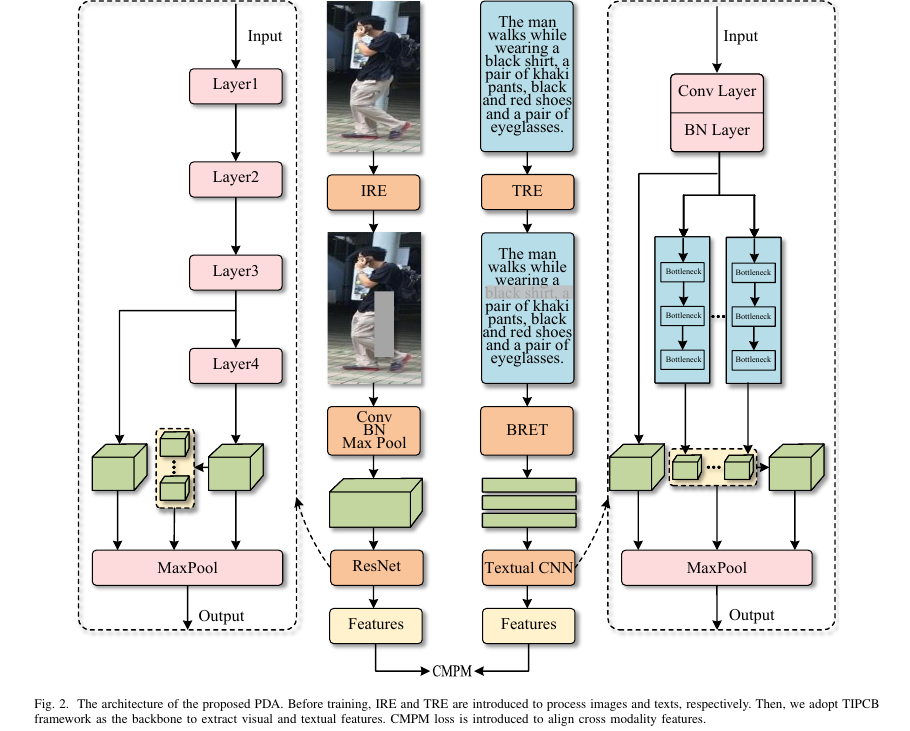 Input
Layer1
Layer2
Layer3
Layer4
MaxPool
Output
IRE
Conv
BN
Max Pool
ResNet
Features
The man
walks while
wearing a
black shirt, a
pair of khaki
pants, black
and red shoes
and a pair of
eyeglasses.
TRE
The man
walks while
wearing a
black shirt, a
pair of khaki
pants, black
and red shoes
and a pair of
eyeglasses.
BRET
Textual CNN
Features
CMPM
Input
Conv Layer
BN Layer
Bottleneck
Bottleneck
Bottleneck
Bottleneck
Bottleneck
Bottleneck
MaxPool
Output
Fig. 2. The architecture of the proposed PDA. Before training, IRE and TRE are introduced to process images and texts, respectively. Then, we adopt TIPCB
framework as the backbone to extract visual and textual features. CMPM loss is introduced to align cross modality features.